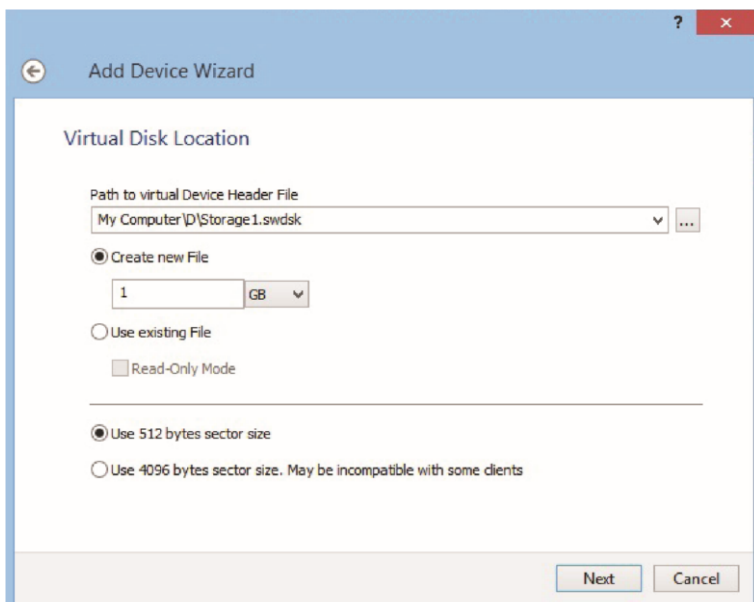 ?
Add Device Wizard
Virtual Disk Location
Path to virtual Device Header File
My Computer\D\Storage1.swdsk
...
Create new File
1 GB
Use existing File
Read-Only Mode
Use 512 bytes sector size
Use 4096 bytes sector size. May be incompatible with some clients
Next Cancel